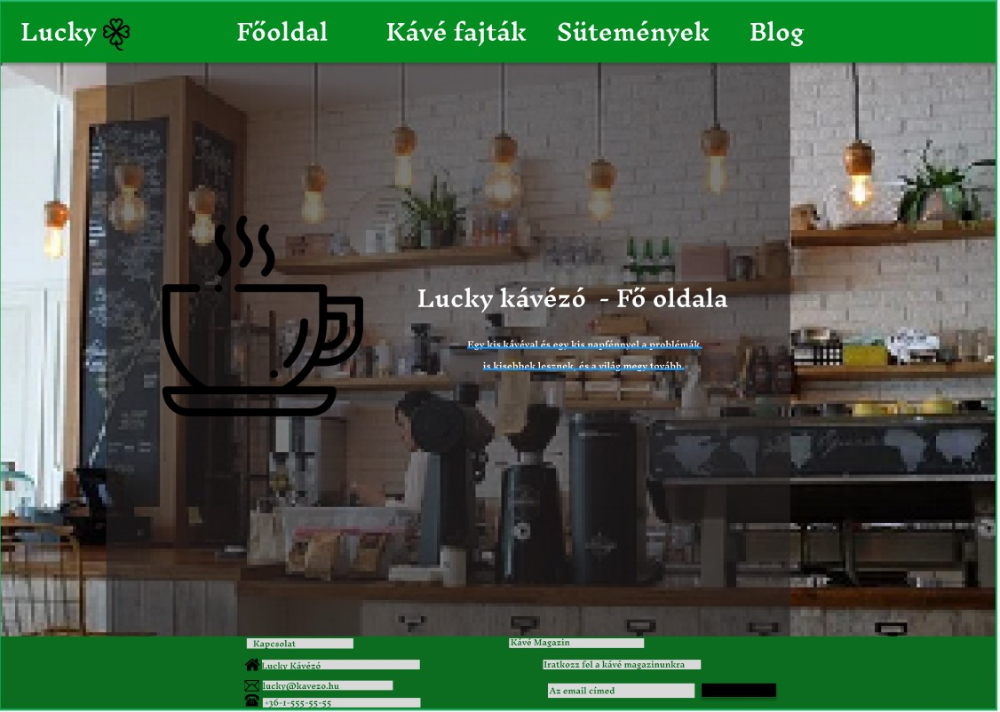 Lucky
Főoldal
Kávé fajták
Sütemények
Blog
Lucky kávézó - Fő oldala
Egy kis kávéval és egy kis napfénnyel a problémák
is kisebbek lesznek, és a világ megy tovább.
Kapcsolat
Lucky Kávézó
lucky@kavezo.hu
+36-1-555-55-55
Kávé Magazin
Iratkozz fel a kávé magazinunkra
Az email címed